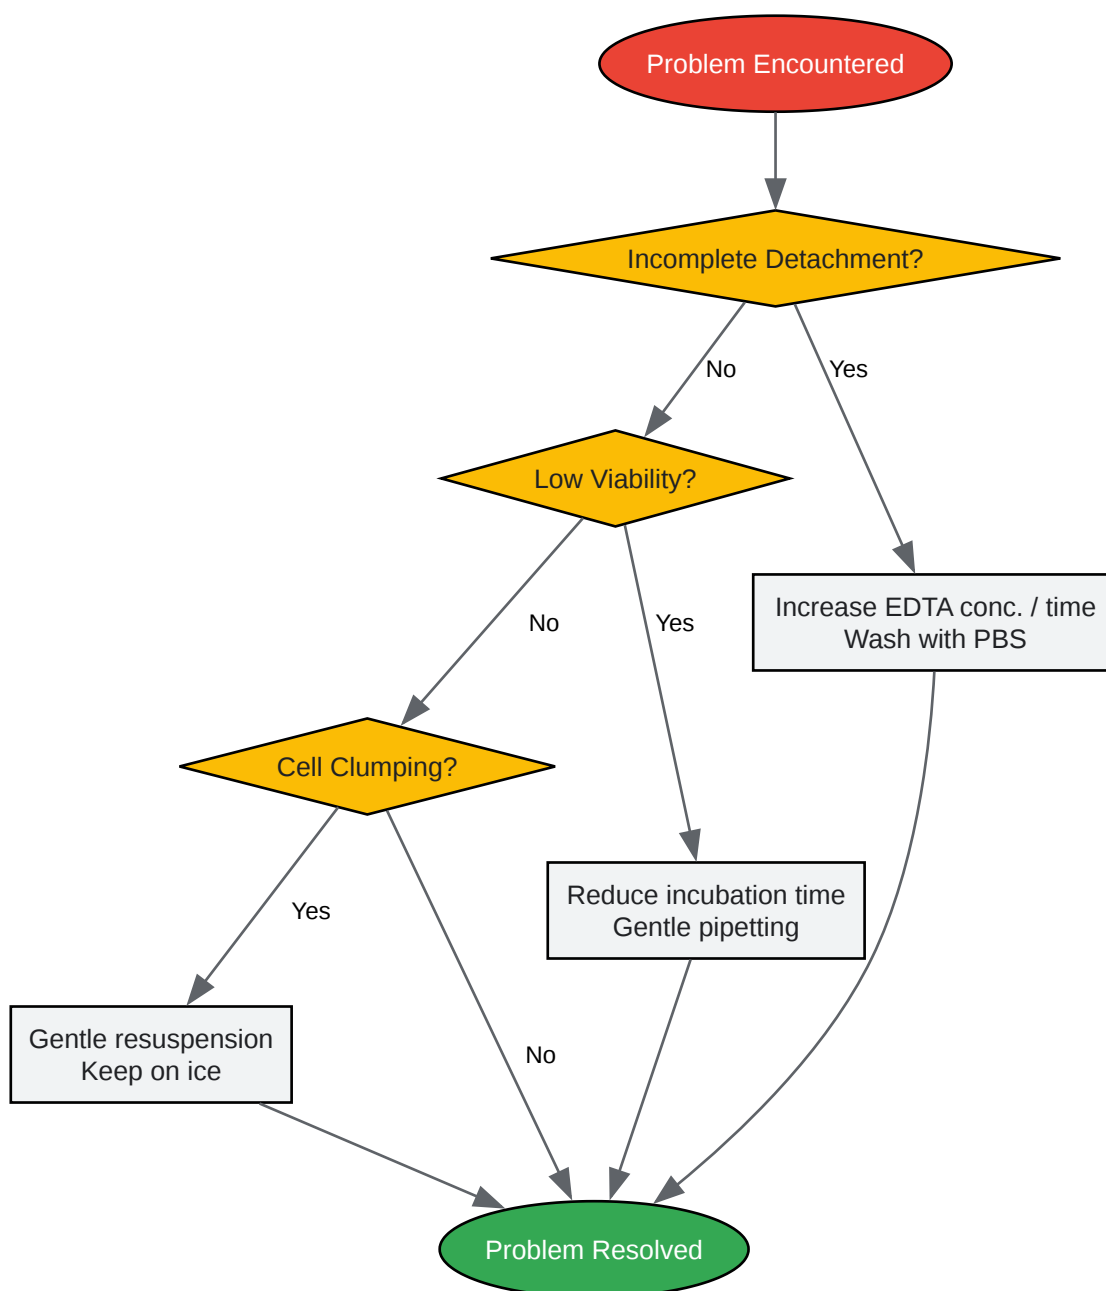 Problem Encountered
Incomplete Detachment?
No
Yes
Low Viability?
Increase EDTA conc. / time
Wash with PBS
No
Yes
Cell Clumping?
Reduce incubation time
Gentle pipetting
Yes
Gentle resuspension
Keep on ice
No
Problem Resolved